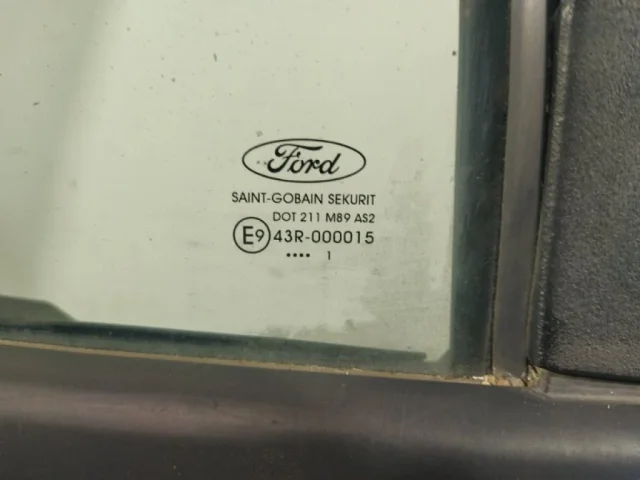 Ford
SAINT-GOBAIN SEKURIT
DOT 211 M89 AS2
E9 43R-000015
•••• 1